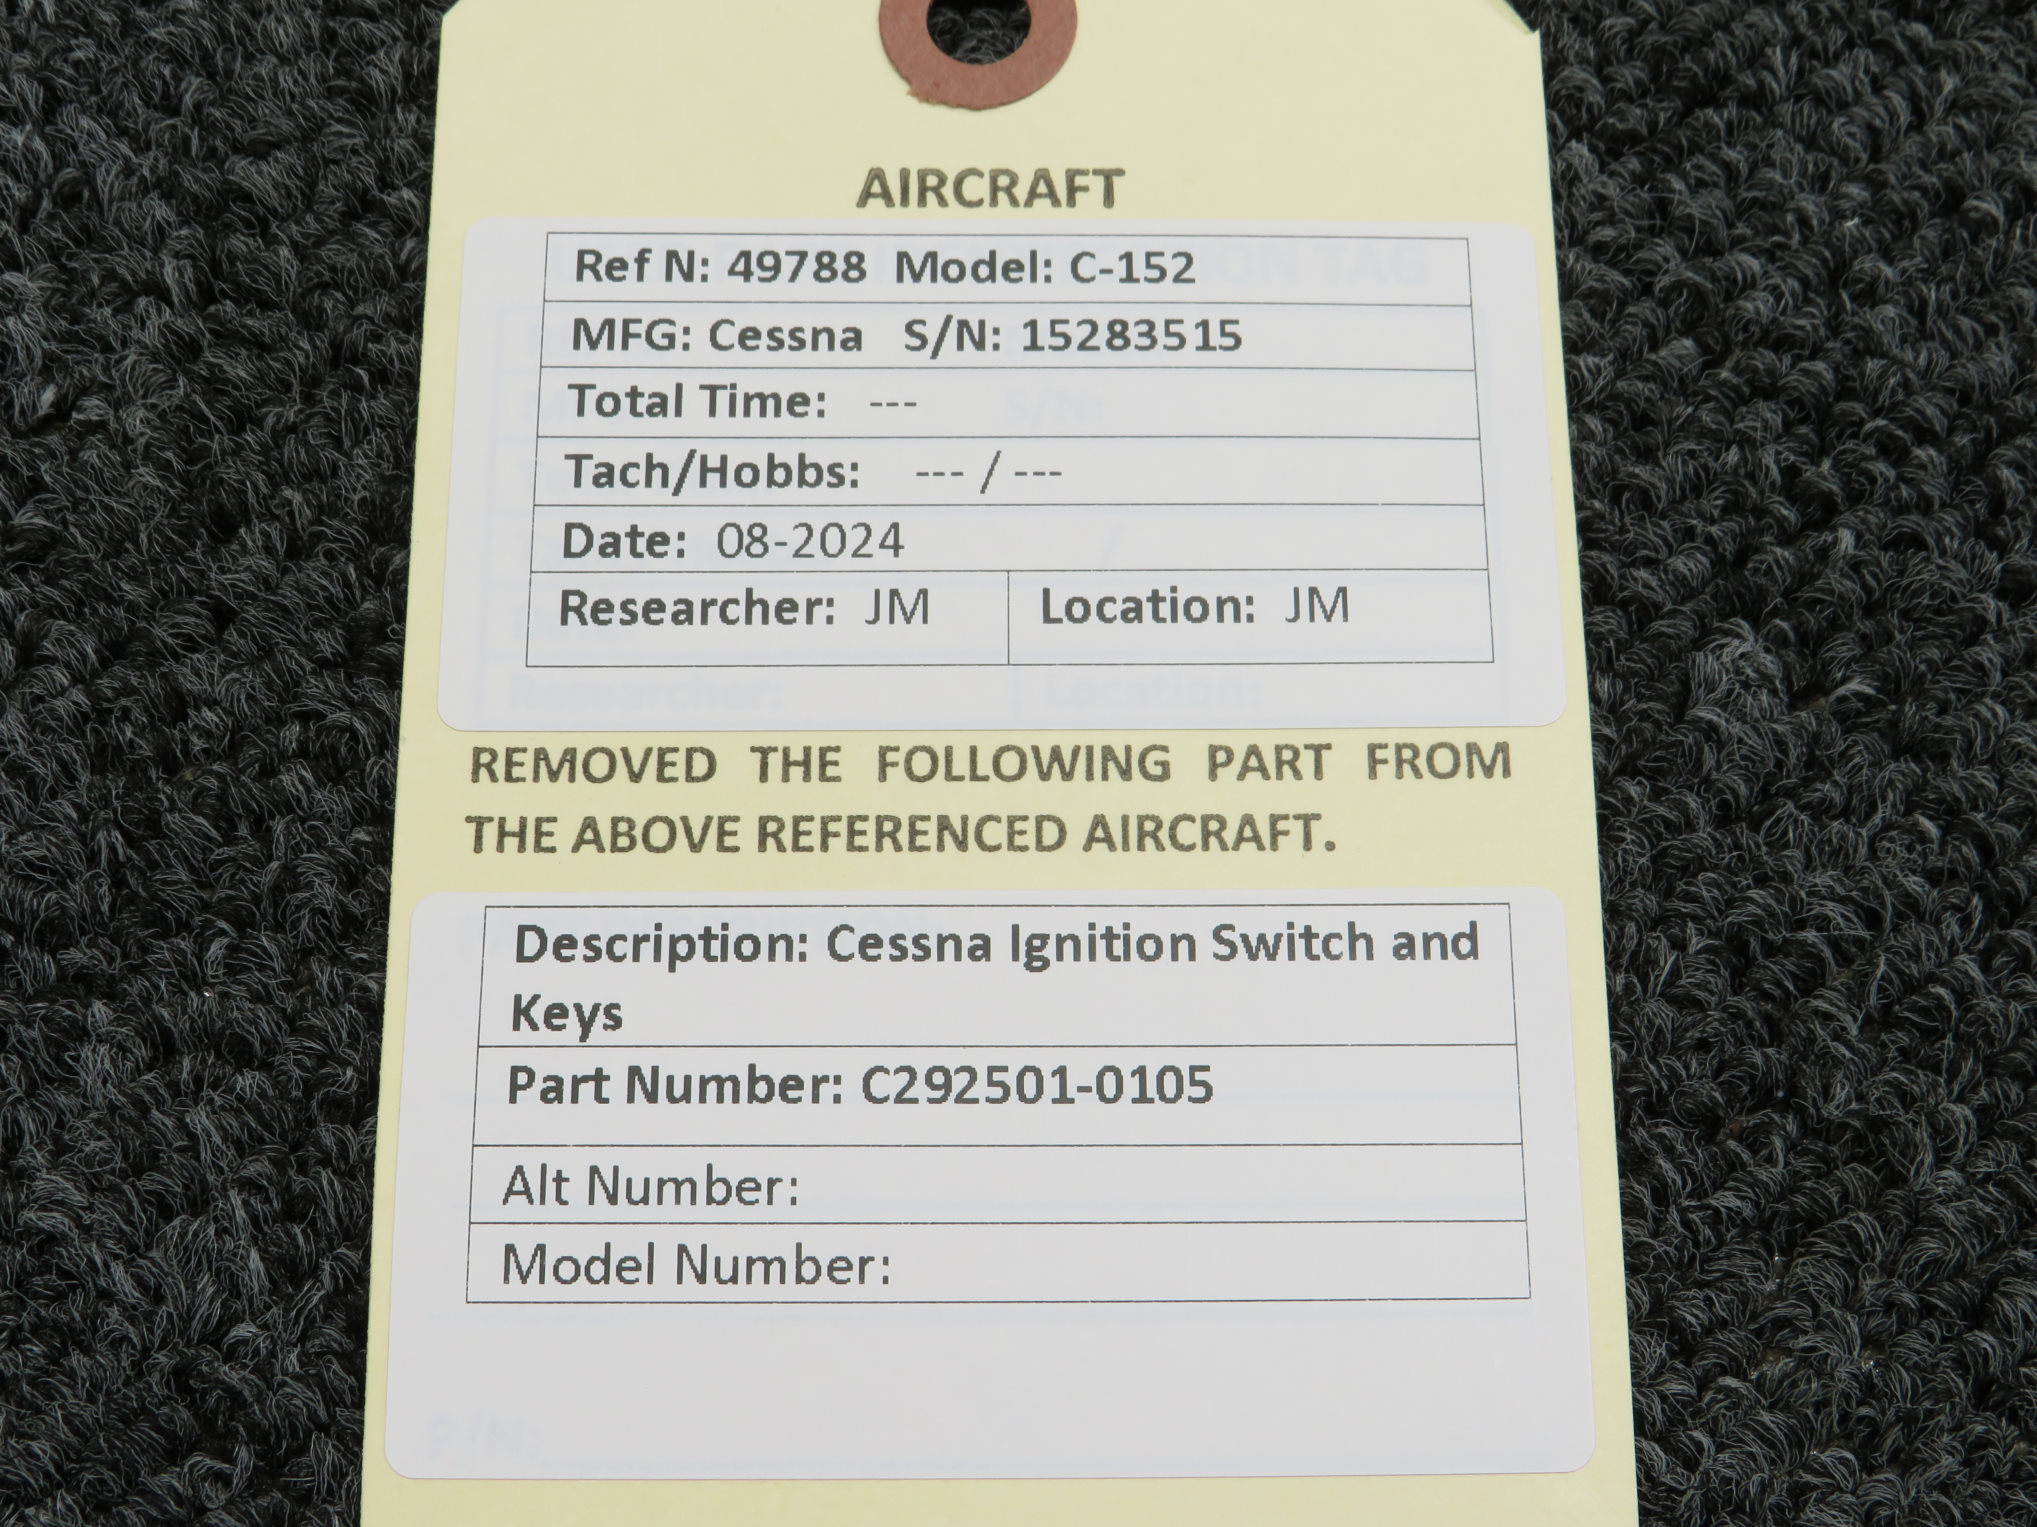 AIRCRAFT
Ref N: 49788 Model: C-152
MFG: Cessna S/N: 15283515
Total Time: ---
Tach/Hobbs: --- / ---
Date: 08-2024
Researcher: JM Location: JM
Researcher: Location:
REMOVED THE FOLLOWING PART FROM
THE ABOVE REFERENCED AIRCRAFT.
Description: Cessna Ignition Switch and
Keys
Part Number: C292501-0105
Alt Number:
Model Number:
P/N: